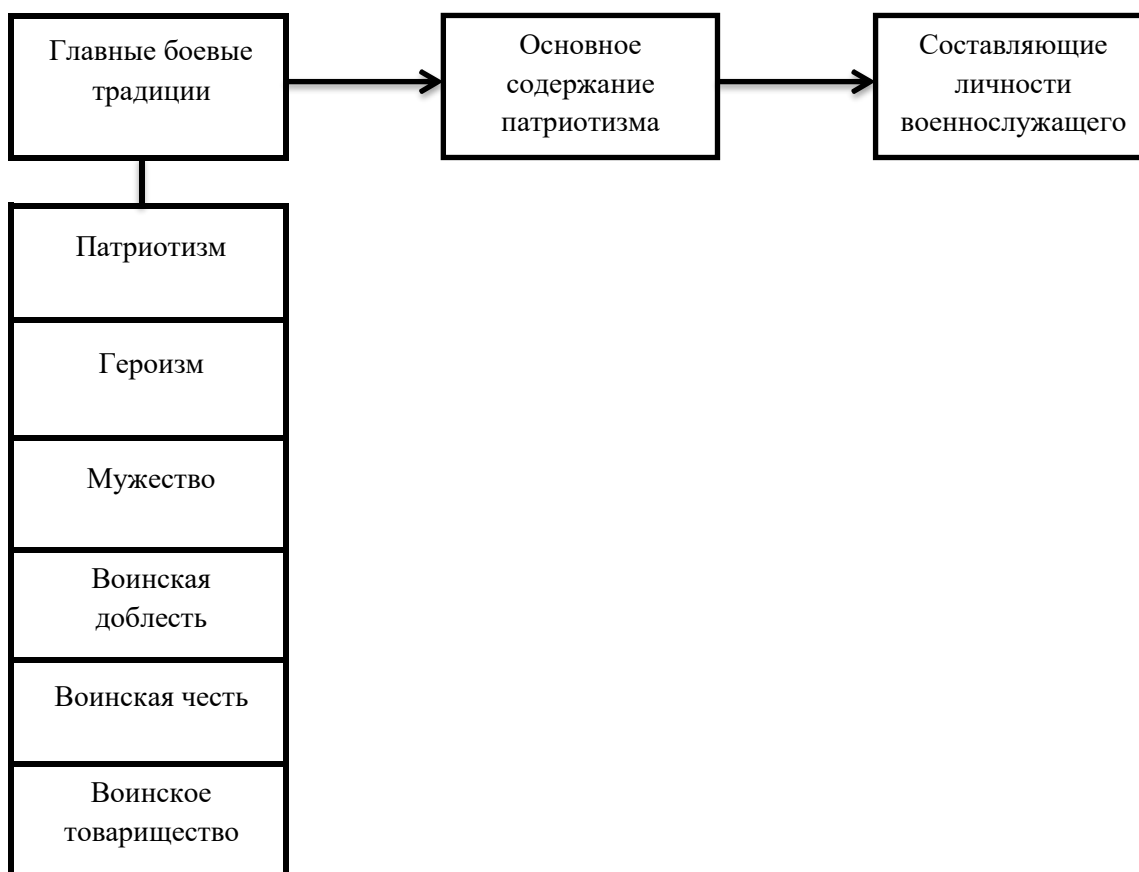 Главные боевые
традиции
Основное
содержание
патриотизма
Составляющие
личности
военнослужащего
Патриотизм
Героизм
Мужество
Воинская
доблесть
Воинская честь
Воинское
товарищество